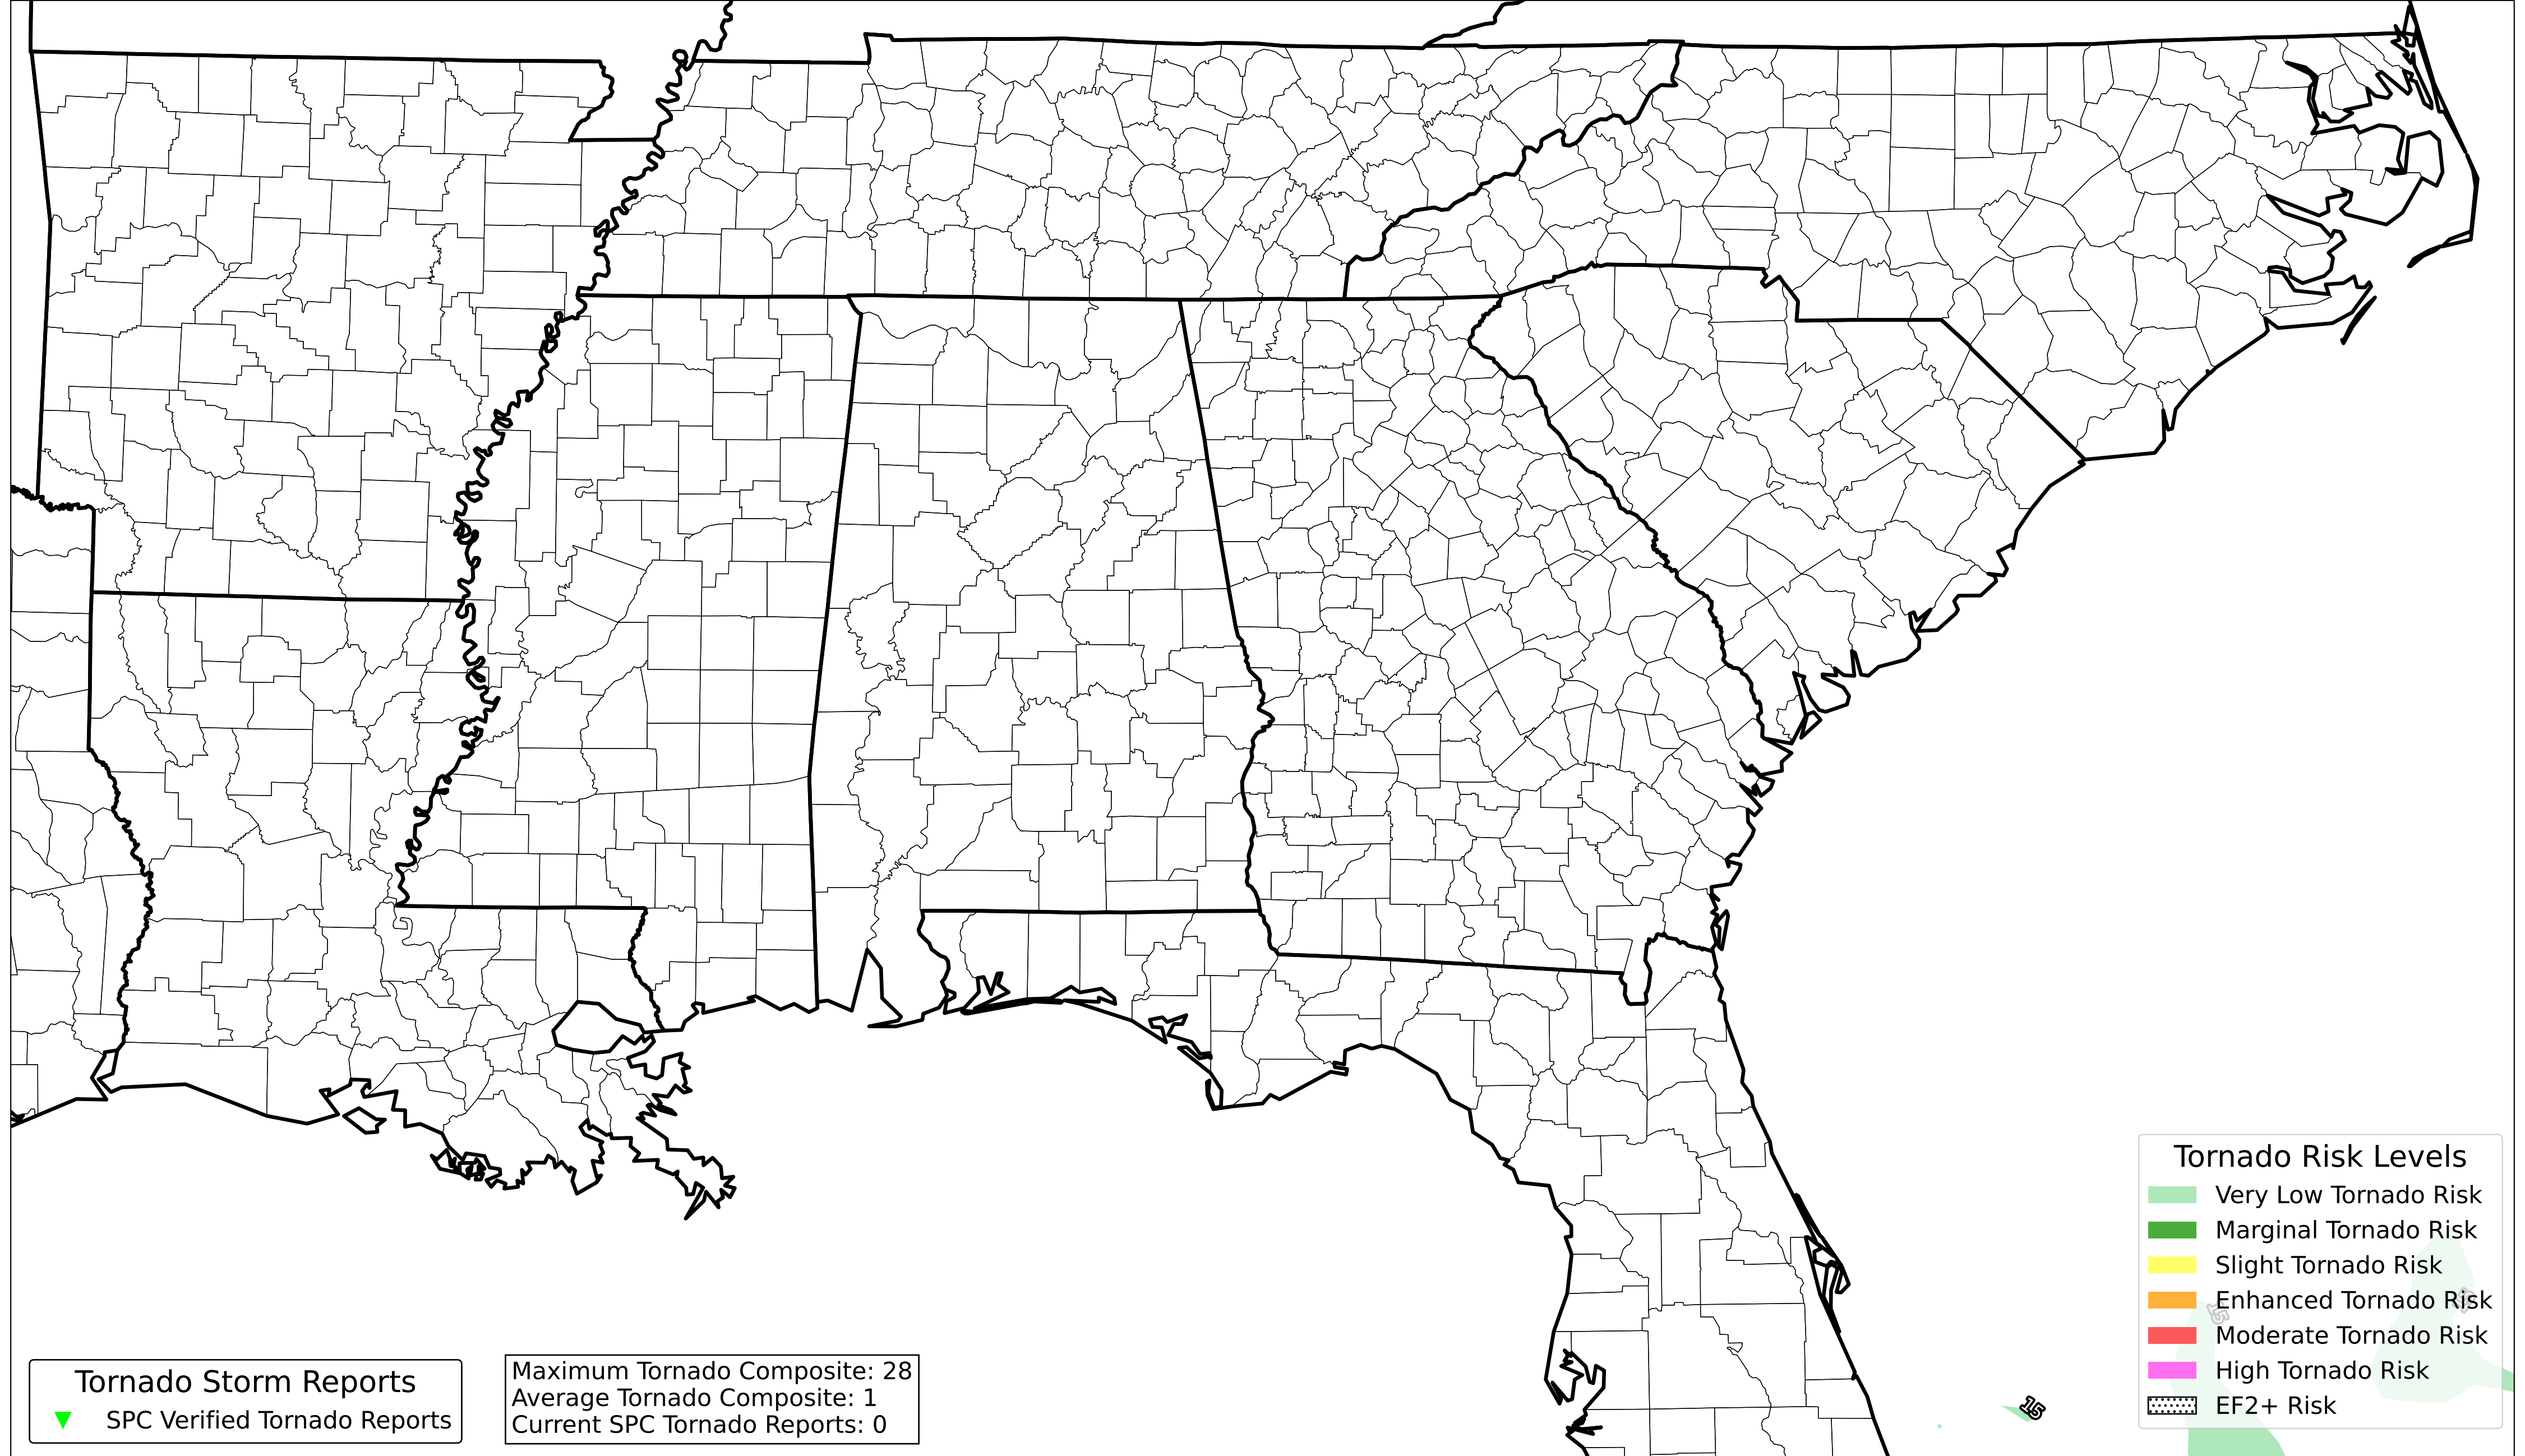 Tornado Risk Levels
Very Low Tornado Risk
Marginal Tornado Risk
Slight Tornado Risk
Enhanced Tornado Risk
Moderate Tornado Risk
High Tornado Risk
EF2+ Risk
15
15
Tornado Storm Reports
SPC Verified Tornado Reports
Maximum Tornado Composite: 28
Average Tornado Composite: 1
Current SPC Tornado Reports: 0